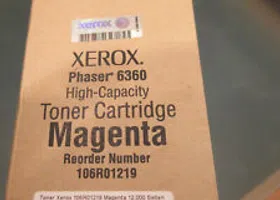 XEROX
XEROX.
Phaser® 6360
High-Capacity
Toner Cartridge
Magenta
Reorder Number
106R01219
Toner Xerox 106R01219 Magenta 12.000 Seiten